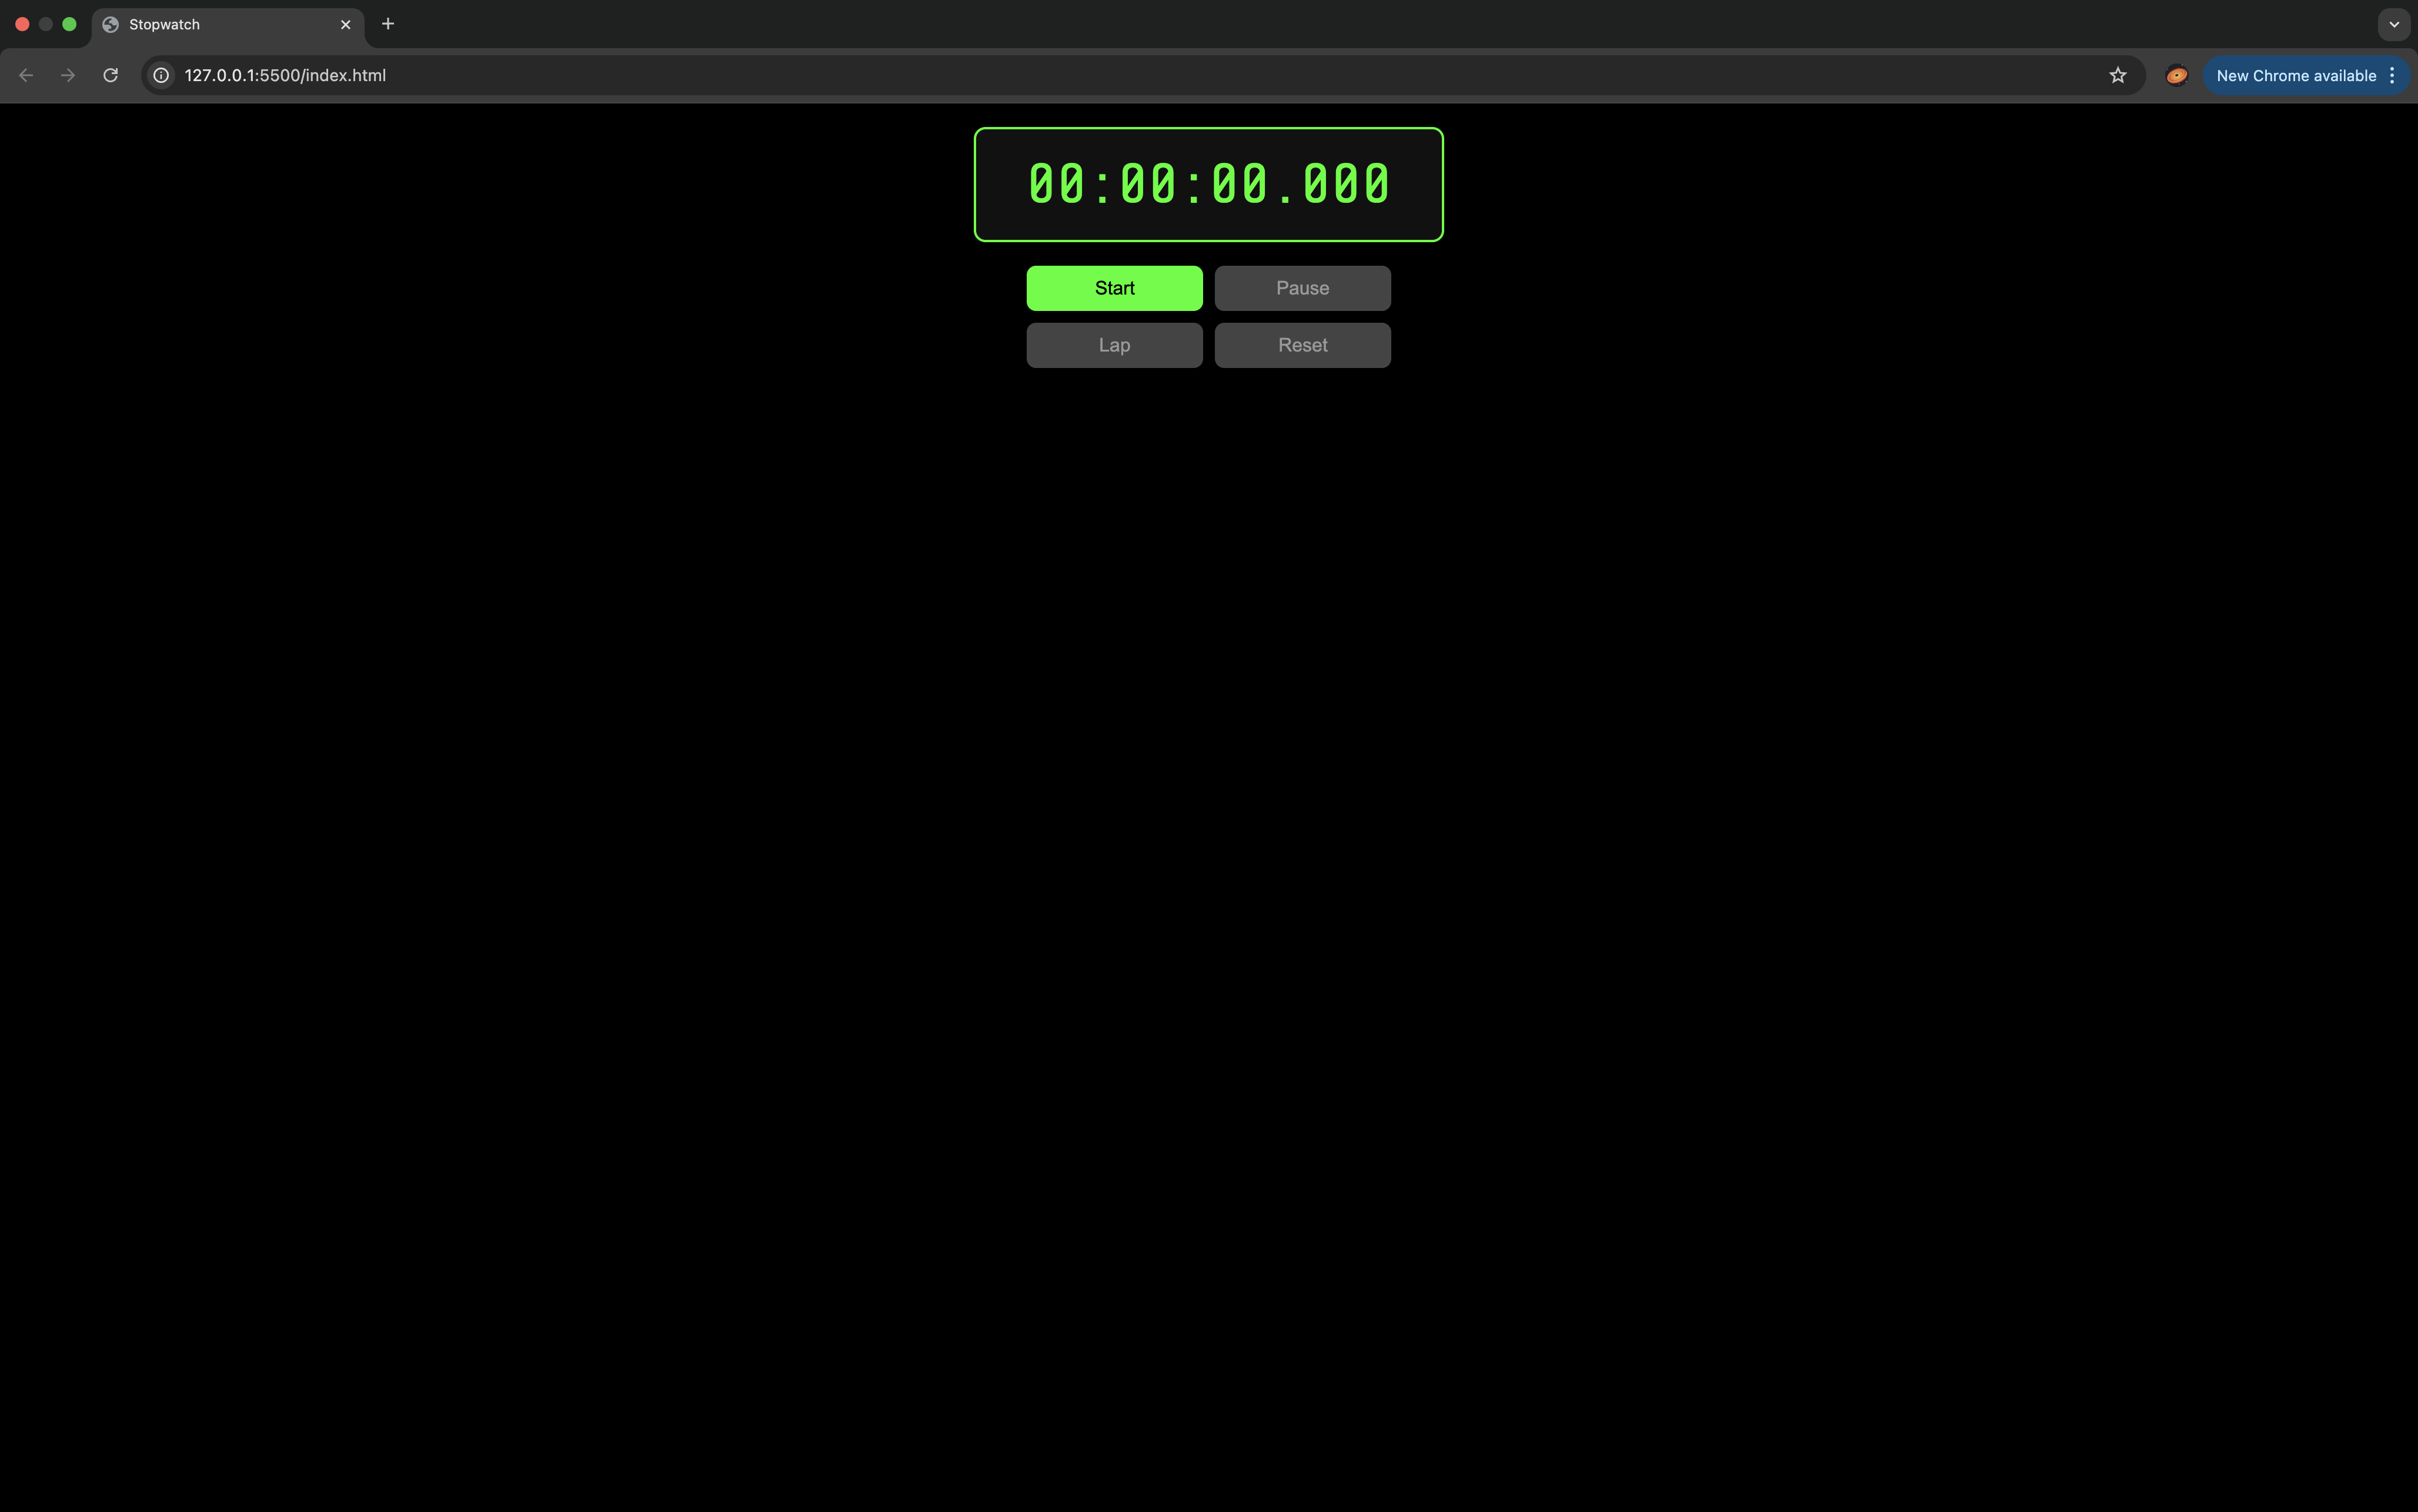 Stopwatch
127.0.0.1:5500/index.html
New Chrome available
00:00:00.000
Start Pause
Lap Reset